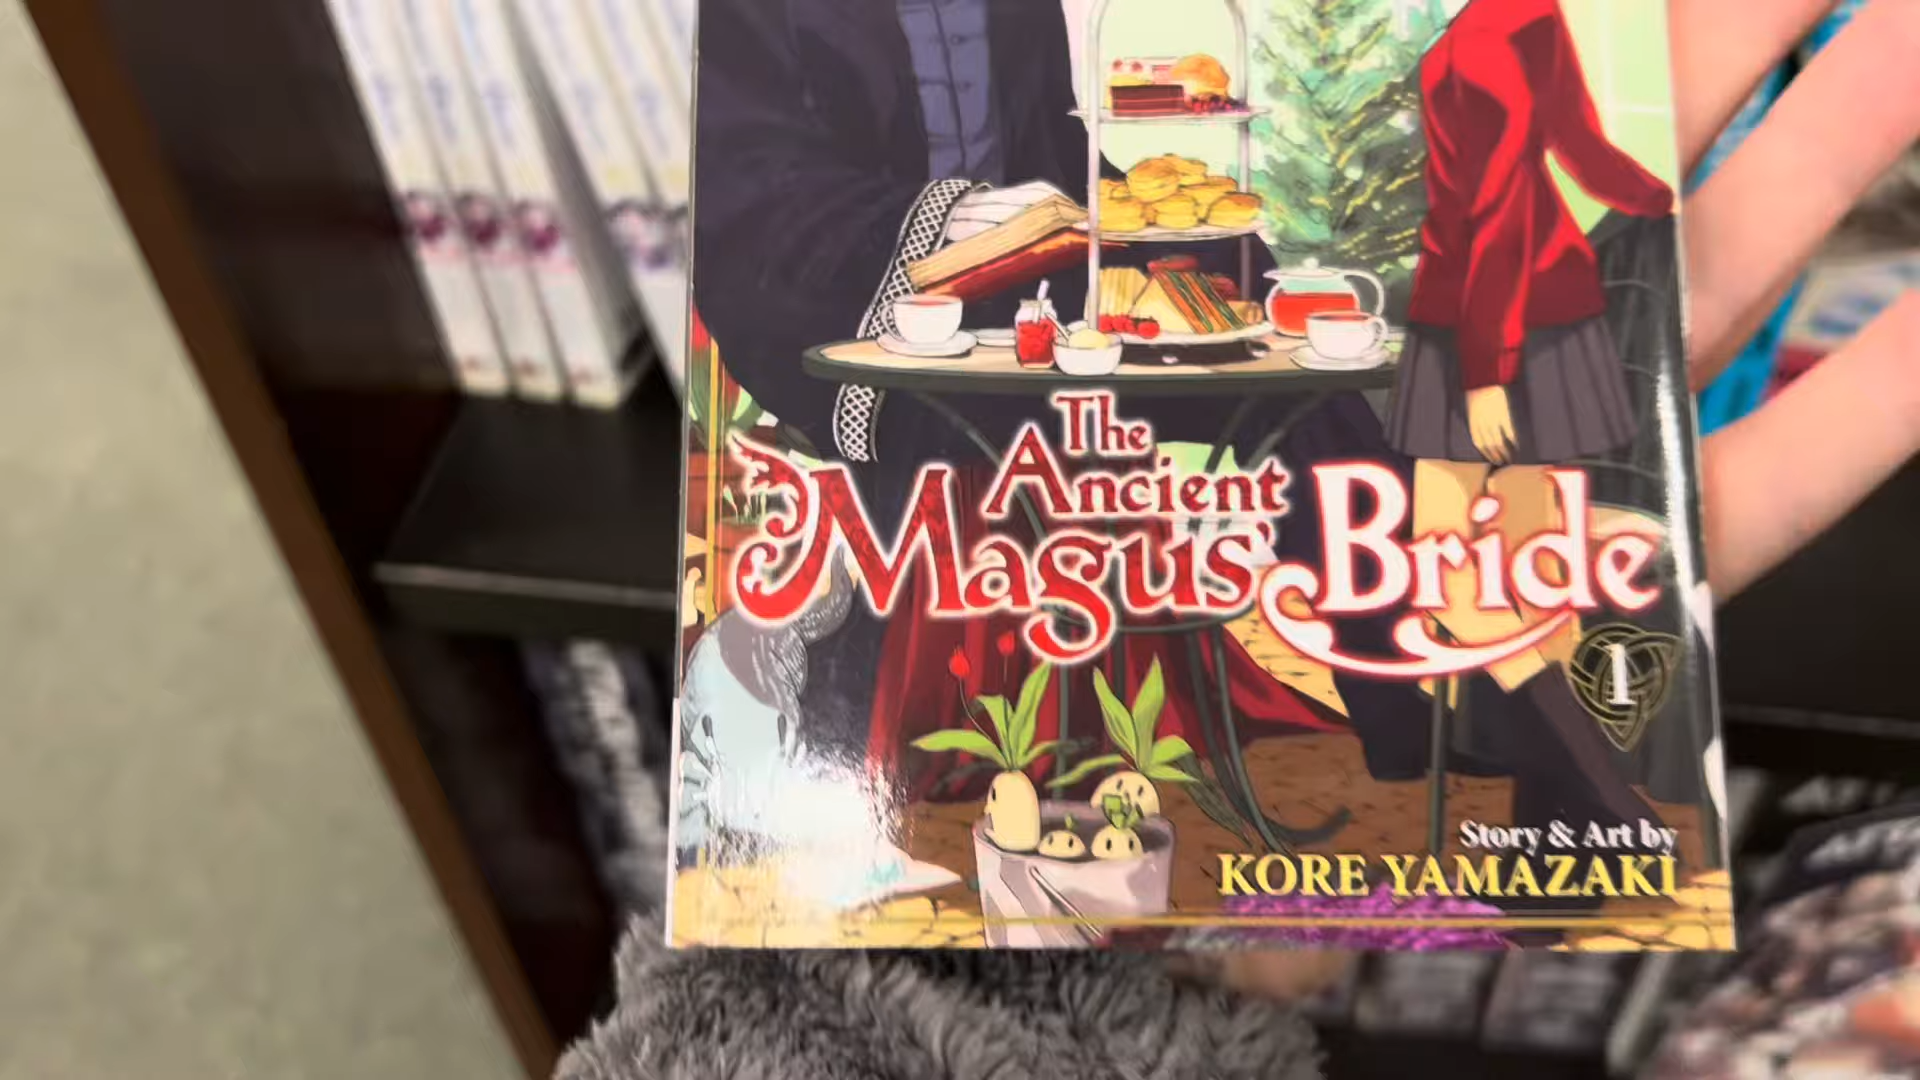 The
Ancient
Magus' Bride
1
Story & Art by
KORE YAMAZAKI